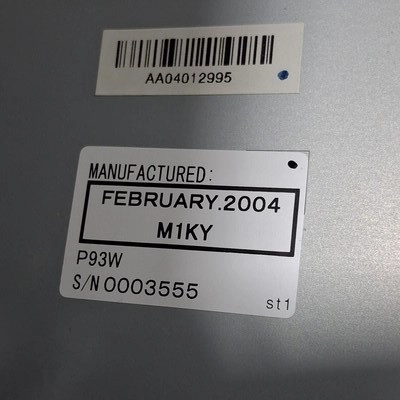 AA04012995
MANUFACTURED:
FEBRUARY.2004
M1KY
P93W
S/N 0003555
st1